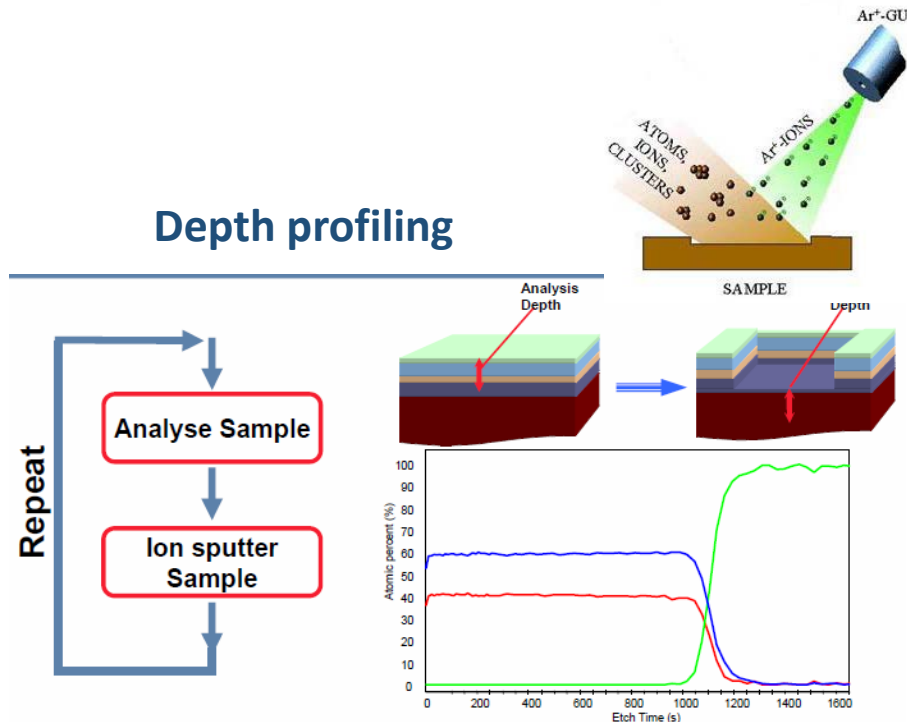 Ar⁺-GU
Ar⁺-IONS
ATOMS,
IONS,
CLUSTERS
SAMPLE
Depth profiling
Repeat
Analyse Sample
Ion sputter
Sample
Analysis
Depth
Depth
Atomic percent (%)
100
90
80
70
60
50
40
30
20
10
0
0 200 400 600 800 1000 1200 1400 1600
Etch Time (s)